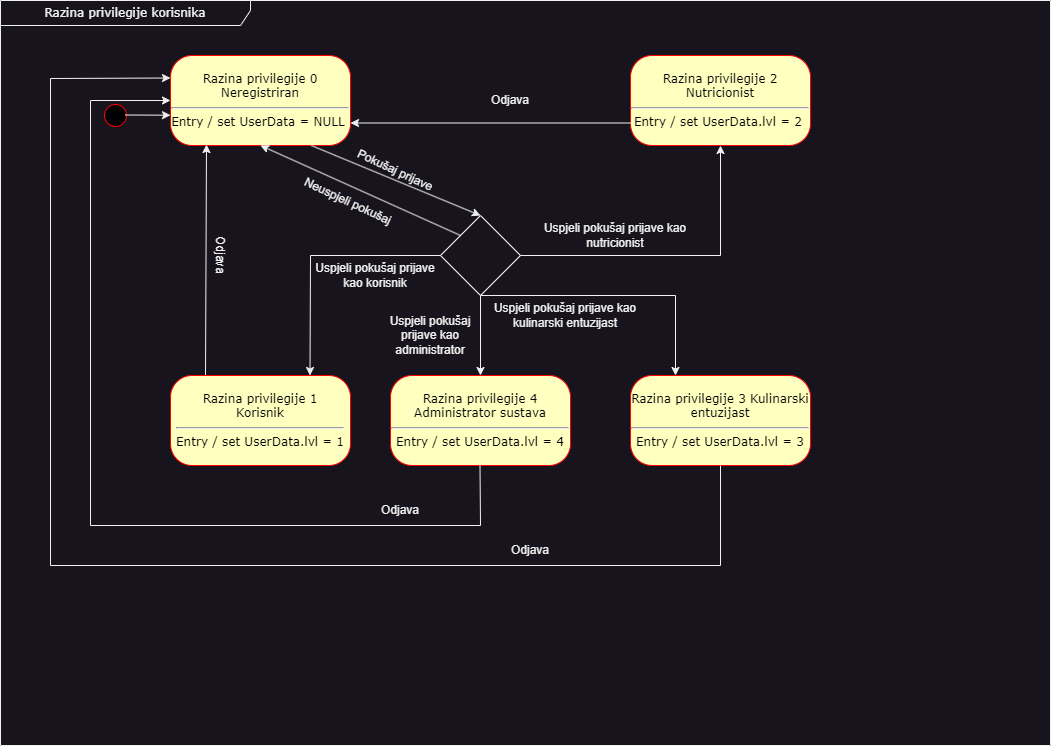 Razina privilegije korisnika
Razina privilegije 0
Neregistriran
Entry / set UserData = NULL
Razina privilegije 2
Nutricionist
Entry / set UserData.lvl = 2
Odjava
Pokušaj prijave
Neuspjeli pokušaj
Uspjeli pokušaj prijave kao
nutricionist
Odjava
Uspjeli pokušaj prijave
kao korisnik
Uspjeli pokušaj
prijave kao
administrator
Uspjeli pokušaj prijave kao
kulinarski entuzijast
Razina privilegije 1
Korisnik
Entry / set UserData.lvl = 1
Razina privilegije 4
Administrator sustava
Entry / set UserData.lvl = 4
Razina privilegije 3 Kulinarski
entuzijast
Entry / set UserData.lvl = 3
Odjava
Odjava